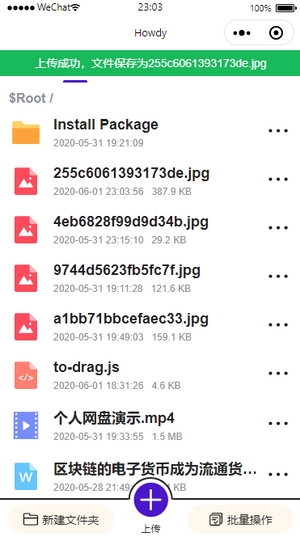 WeChat 23:03 100%
Howdy
上传成功，文件保存为255c6061393173de.jpg
$Root /
Install Package
2020-05-31 19:21:09
255c6061393173de.jpg
2020-06-01 23:03:56 387.9 KB
4eb6828f99d9d34b.jpg
2020-05-31 23:15:10 29.2 KB
9744d5623fb5fc7f.jpg
2020-05-31 19:11:28 121.6 KB
a1bb71bbcefaec33.jpg
2020-05-31 19:49:03 159.1 KB
to-drag.js
2020-06-01 18:31:26 4.6 KB
个人网盘演示.mp4
2020-05-31 19:33:55 1.5 MB
W
区块链的电子货币成为流通货…
2020-05-28 21:49 KB
新建文件夹 上传 批量操作